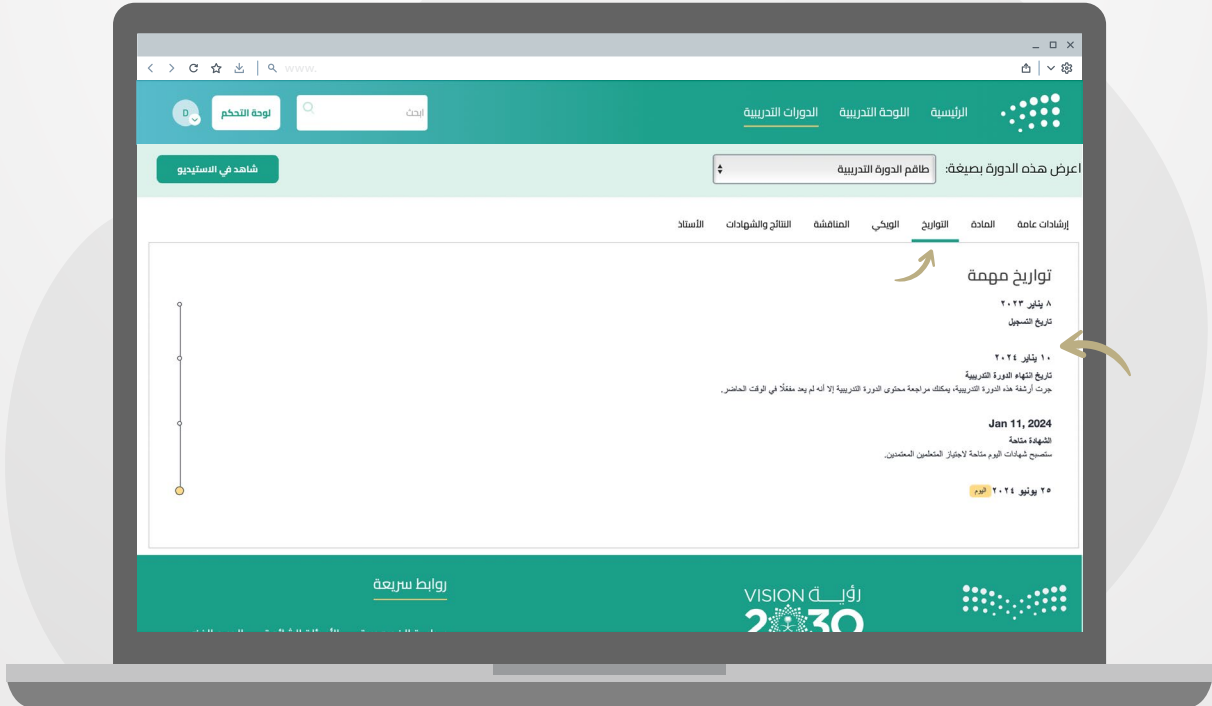 www.
الرئيسية
اللوحة التدريبية
الدورات التدريبية
ابحث
لوحة التحكم
D
اعرض هذه الدورة بصيغة:
طاقم الدورة التدريبية
شاهد في الاستيديو
إرشادات عامة
المادة
التواريخ
الويكي
المناقشة
النتائج والشهادات
الأستاذ
تواريخ مهمة
٨ يناير ٢٠٢٣
تاريخ التسجيل
١٠ يناير ٢٠٢٤
تاريخ انتهاء الدورة التدريبية
جرت أرشفة هذه الدورة التدريبية، يمكنك مراجعة محتوى الدورة التدريبية إلا أنه لم يعد مفعّلًا في الوقت الحاضر.
Jan 11, 2024
الشهادة متاحة
ستصبح شهادات اليوم متاحة لاجتياز المتعلمين المعتمدين.
٢٥ يونيو ٢٠٢٤ اليوم
رؤيـــة VISION
2030
روابط سريعة